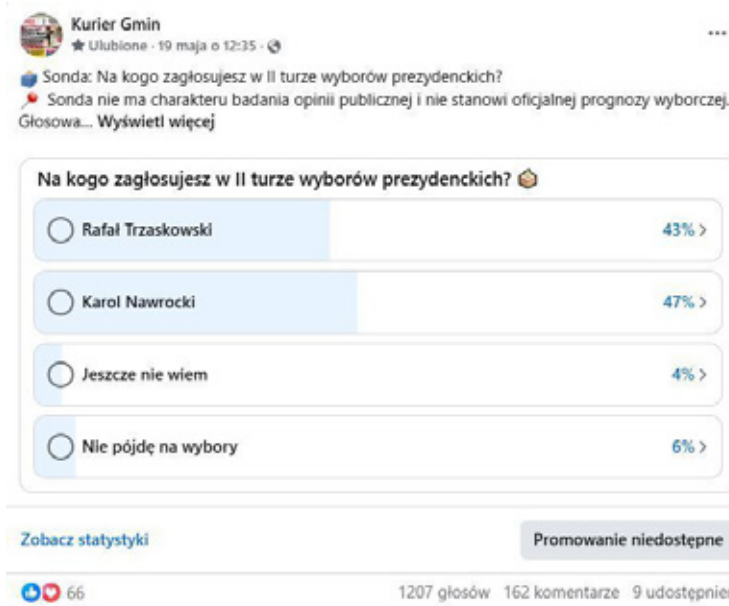 Kurier Gmin
Ulubione · 19 maja o 12:35 ·
Sonda: Na kogo zagłosujesz w II turze wyborów prezydenckich?
Sonda nie ma charakteru badania opinii publicznej i nie stanowi oficjalnej prognozy wyborczej.
Głosowa... Wyświetl więcej
Na kogo zagłosujesz w II turze wyborów prezydenckich?
Rafał Trzaskowski 43% >
Karol Nawrocki 47% >
Jeszcze nie wiem 4% >
Nie pójdę na wybory 6% >
Zobacz statystyki Promowanie niedostępne
66 1207 głosów 162 komentarze 9 udostępnień